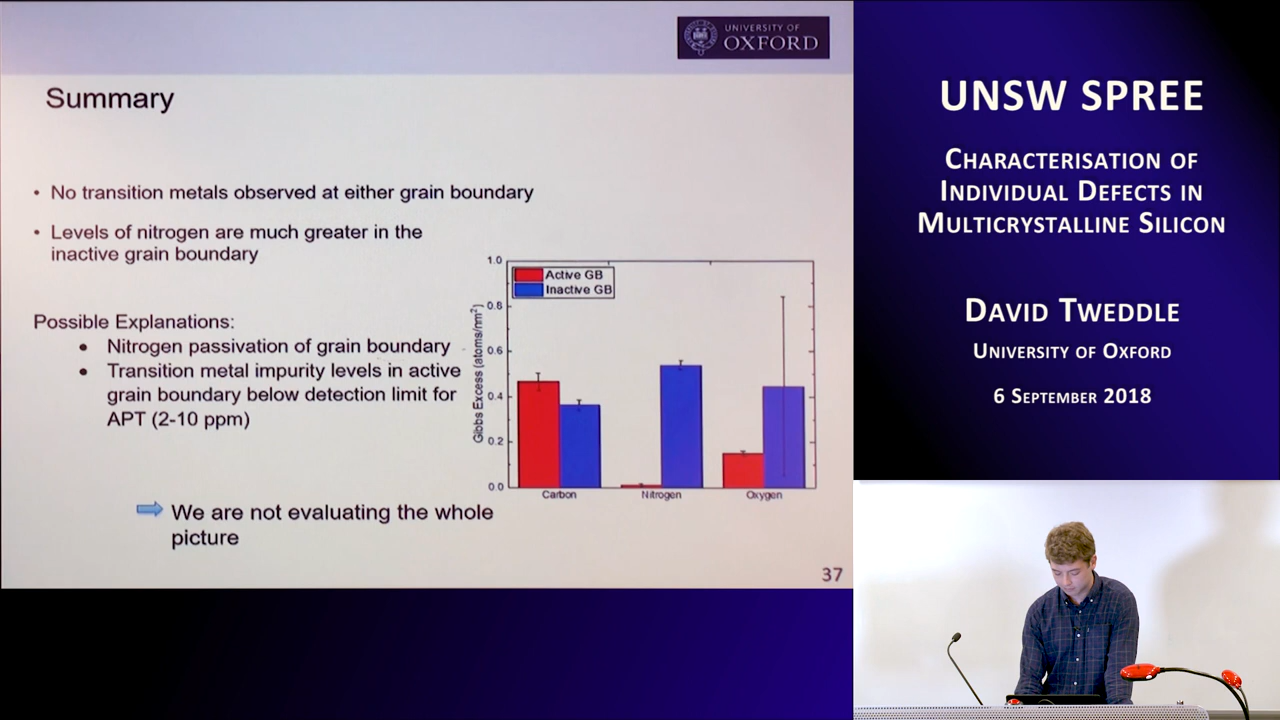 UNIVERSITY OF
OXFORD
Summary
• No transition metals observed at either grain boundary
• Levels of nitrogen are much greater in the
inactive grain boundary
Possible Explanations:
• Nitrogen passivation of grain boundary
• Transition metal impurity levels in active
grain boundary below detection limit for
APT (2-10 ppm)
We are not evaluating the whole
picture
Active GB
Inactive GB
Gibbs Excess (atoms/nm²)
1.0
0.8
0.6
0.4
0.2
0.0
Carbon Nitrogen Oxygen
37
UNSW SPREE
CHARACTERISATION OF
INDIVIDUAL DEFECTS IN
MULTICRYSTALLINE SILICON
DAVID TWEDDLE
UNIVERSITY OF OXFORD
6 SEPTEMBER 2018